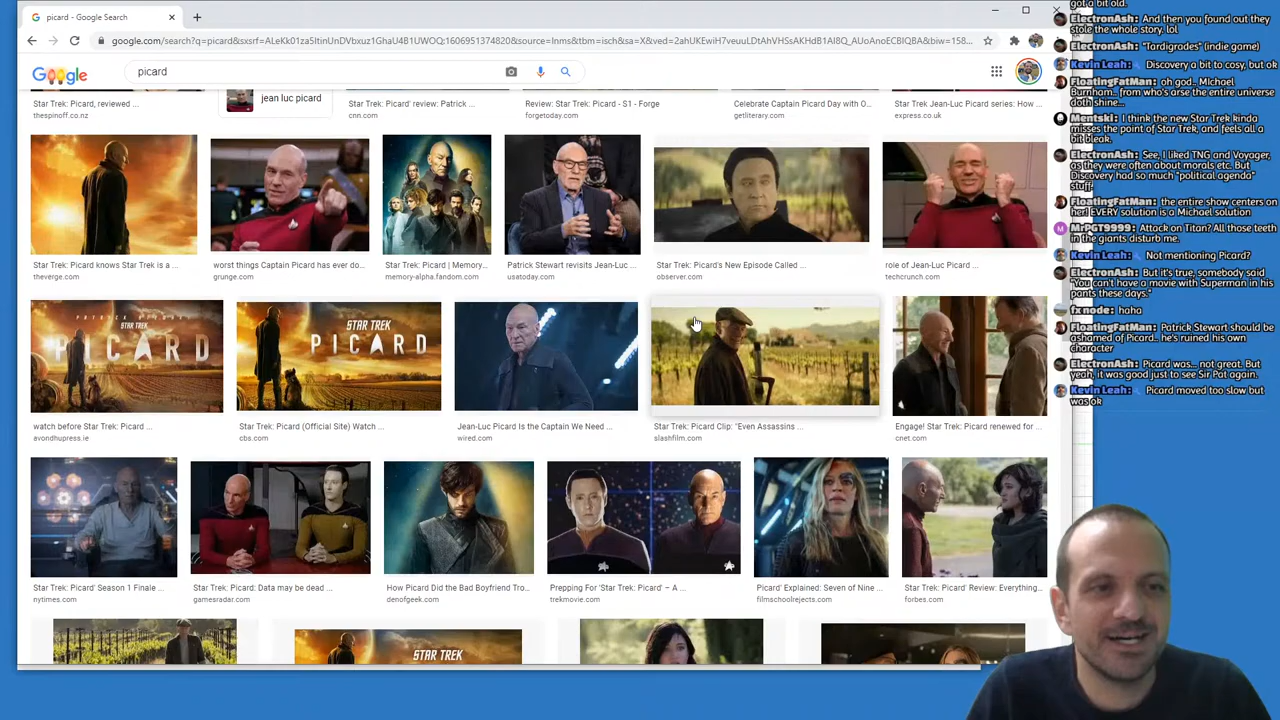 picard - Google Search
google.com/search?q=picard&sxsrf=ALeKk01za5ItinUnDVbxuzTGhaU4B1UWOQ:1606951374820&source=lnms&tbm=isch&sa=X&ved=2ahUKEwiH7veuuLDtAhVHSsAKHdB1AI8Q_AUoAnoECBIQBA&biw=158...
Google
picard
Star Trek: Picard, reviewed ...
thespinoff.co.nz
jean luc picard
Star Trek: Picard' review: Patrick ...
cnn.com
Review: Star Trek: Picard - S1 - Forge
forgetoday.com
Celebrate Captain Picard Day with O...
getliterary.com
Star Trek Jean-Luc Picard series: How ...
express.co.uk
Star Trek: Picard knows Star Trek is a ...
theverge.com
worst things Captain Picard has ever do...
grunge.com
Star Trek: Picard | Memory...
memory-alpha.fandom.com
Patrick Stewart revisits Jean-Luc ...
usatoday.com
Star Trek: Picard's New Episode Called ...
observer.com
role of Jean-Luc Picard ...
techcrunch.com
STAR TREK
PICARD
STAR TREK
PICARD
watch before Star Trek: Picard ...
avondhupress.ie
Star Trek: Picard (Official Site) Watch ...
cbs.com
Jean-Luc Picard Is the Captain We Need ...
wired.com
Star Trek: Picard Clip: "Even Assassins ...
slashfilm.com
Engage! Star Trek: Picard renewed for ...
cnet.com
Star Trek: Picard' Season 1 Finale ...
nytimes.com
Star Trek: Picard: Data may be dead ...
gamesradar.com
How Picard Did the Bad Boyfriend Tro...
denofgeek.com
Prepping For 'Star Trek: Picard' – A ...
trekmovie.com
Picard' Explained: Seven of Nine ...
filmschoolrejects.com
Star Trek: Picard' Review: Everything...
forbes.com
STAR TREK
got a bit old.
ElectronAsh: And then you found out they
stole the whole story. lol
ElectronAsh: "Tardigrades" (indie game)
Kevin Leah: Discovery a bit to cosy, but ok
FloatingFatMan: oh god.. MIchael
Burnham.. from who's arse the entire universe
doth shine...
Mentski: I think the new Star Trek kinda
misses the point of Star Trek, and feels all a
bit bleak.
ElectronAsh: See, I liked TNG and Voyager,
as they were often about morals etc. But
Discovery had so much "political agenda"
stuff.
FloatingFatMan: the entire show centers on
her! EVERY solution is a Michael solution
MrPGT9999: Attack on Titan? All those teeth
in the giants disturb me.
Kevin Leah: Not mentioning Picard?
ElectronAsh: But it's true, somebody said
"You can't have a movie with Superman in his
pants these days."
fx node: haha
FloatingFatMan: Patrick Stewart should be
ashamed of Picard.. he's ruined his own
character
ElectronAsh: Picard was... not great. But
yeah, it was good just to see Sir Pat again.
Kevin Leah: Picard moved too slow but
was ok